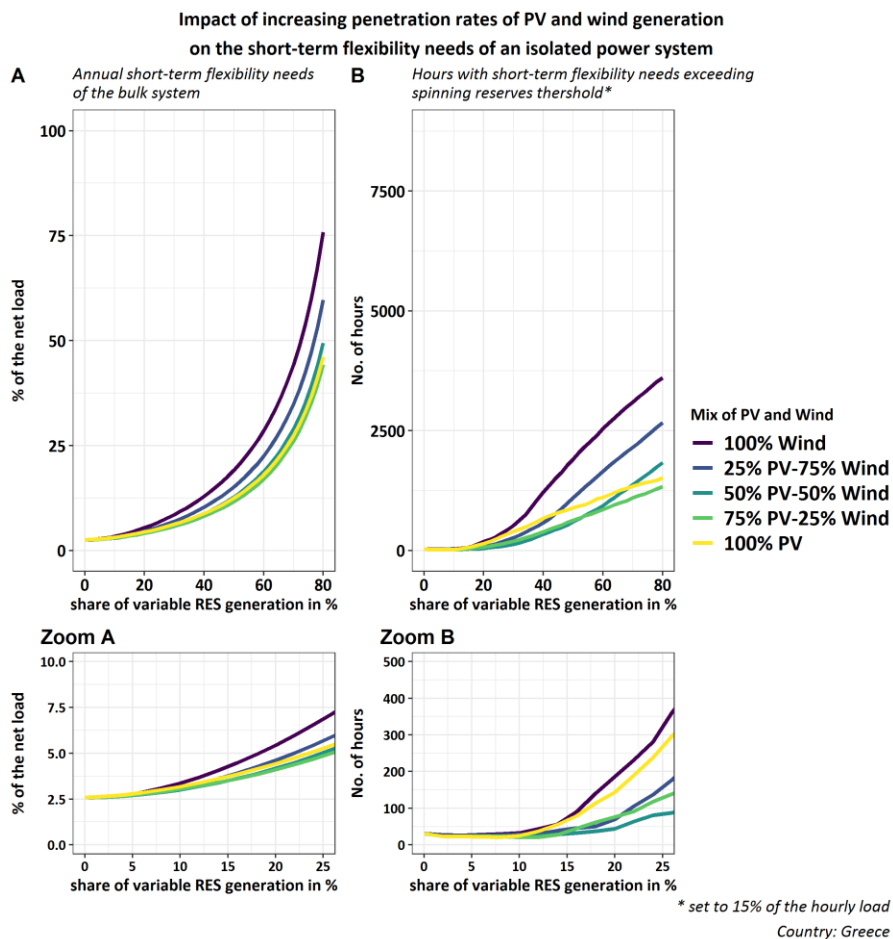 Impact of increasing penetration rates of PV and wind generation
on the short-term flexibility needs of an isolated power system
A
Annual short-term flexibility needs
of the bulk system
100
75
50
25
0
% of the net load
0 20 40 60 80
share of variable RES generation in %
B
Hours with short-term flexibility needs exceeding
spinning reserves thershold*
7500
5000
2500
0
No. of hours
0 20 40 60 80
share of variable RES generation in %
Mix of PV and Wind
100% Wind
25% PV-75% Wind
50% PV-50% Wind
75% PV-25% Wind
100% PV
Zoom A
10.0
7.5
5.0
2.5
0.0
% of the net load
0 5 10 15 20 25
share of variable RES generation in %
Zoom B
500
400
300
200
100
0
No. of hours
0 5 10 15 20 25
share of variable RES generation in %
* set to 15% of the hourly load
Country: Greece